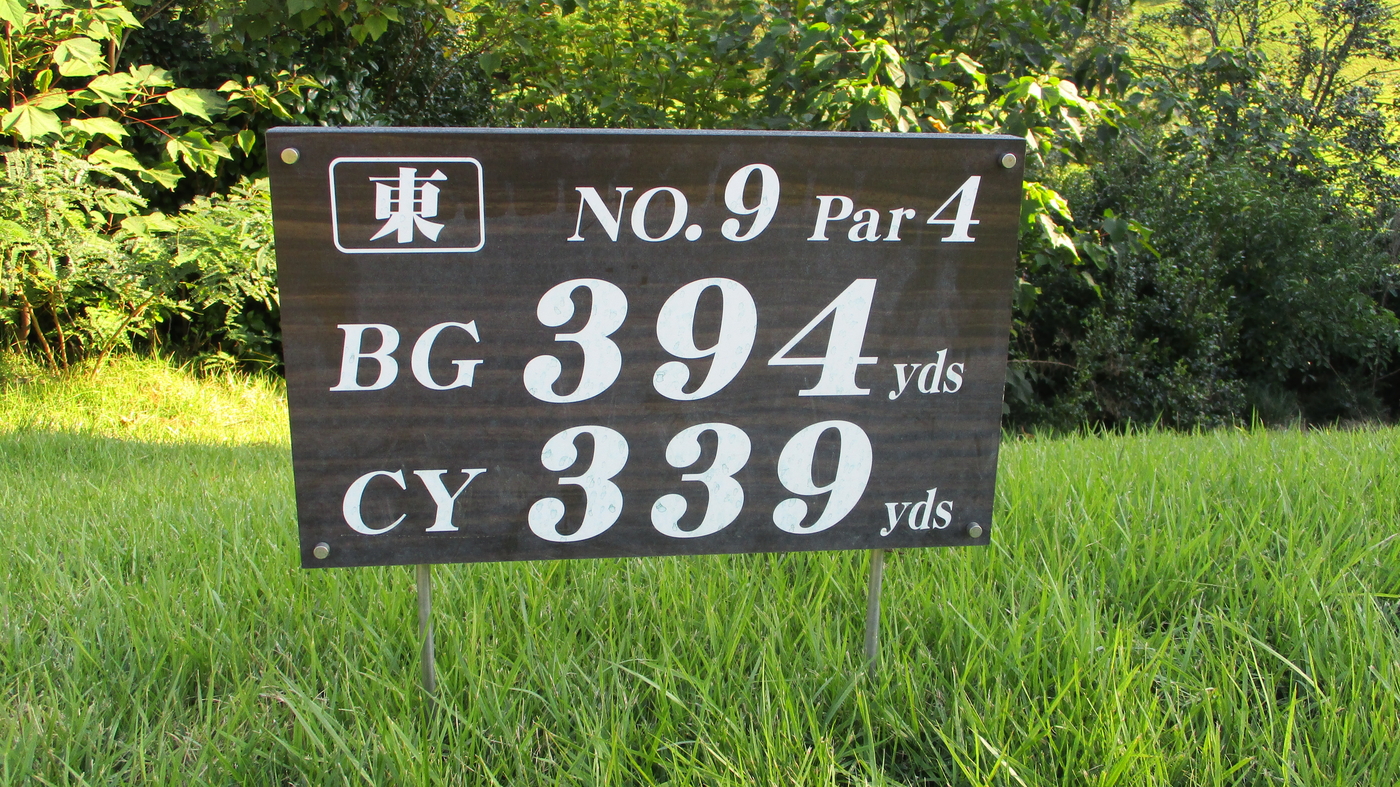 東 NO. 9 Par 4
BG 394 yds
CY 339 yds